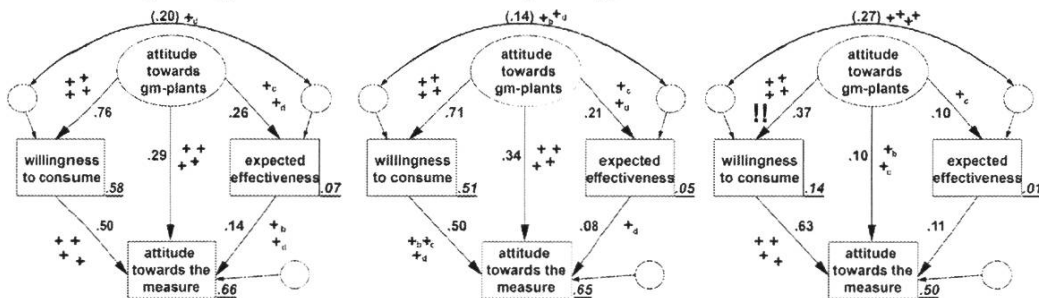 (.20) +d
attitude
towards
gm-plants
+ +
+ +
+c
+d
.76
.26
willingness
to consume
.58
.29
+ +
+ +
expected
effectiveness
.07
.50
+ +
+ +
.14
+b
+d
attitude
towards the
measure
.66
(.14) +b+d
attitude
towards
gm-plants
+ +
+ +
+c
+d
.71
.21
willingness
to consume
.51
.34
+ +
+ +
expected
effectiveness
.05
+b+c
+d
.50
.08
+d
attitude
towards the
measure
.65
(.27) ++++
attitude
towards
gm-plants
+ +
+ +
!!
+c
.37
.10
willingness
to consume
.14
.10
+b
+c
expected
effectiveness
.01
+ +
+ +
.63
.11
attitude
towards the
measure
.50